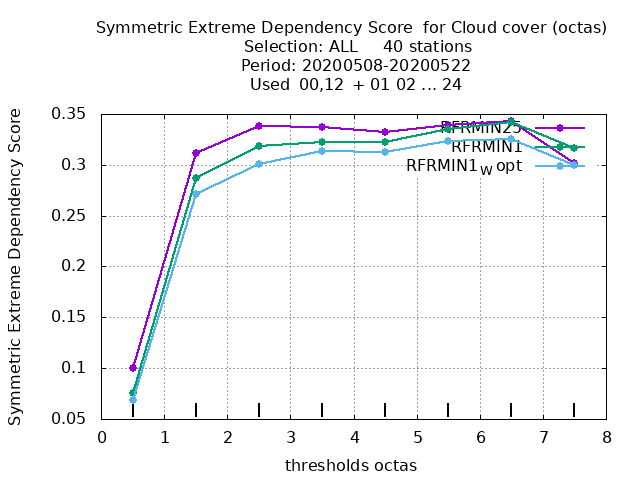 Symmetric Extreme Dependency Score  for Cloud cover (octas)
Selection: ALL     40 stations
Period: 20200508-20200522
Used  00,12  + 01 02 ... 24
Symmetric Extreme Dependency Score
0.35
0.3
0.25
0.2
0.15
0.1
0.05
RFRMIN25
RFRMIN1
RFRMIN1w opt
0 1 2 3 4 5 6 7 8
thresholds octas